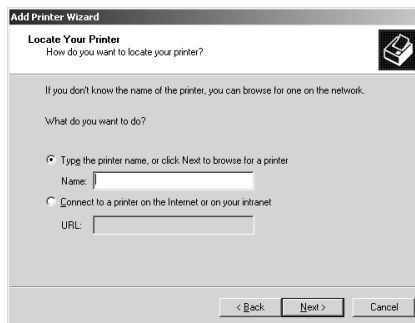 Add Printer Wizard
Locate Your Printer
How do you want to locate your printer?
If you don't know the name of the printer, you can browse for one on the network.
What do you want to do?
Type the printer name, or click Next to browse for a printer
Name:
Connect to a printer on the Internet or on your intranet
URL:
< Back Next > Cancel